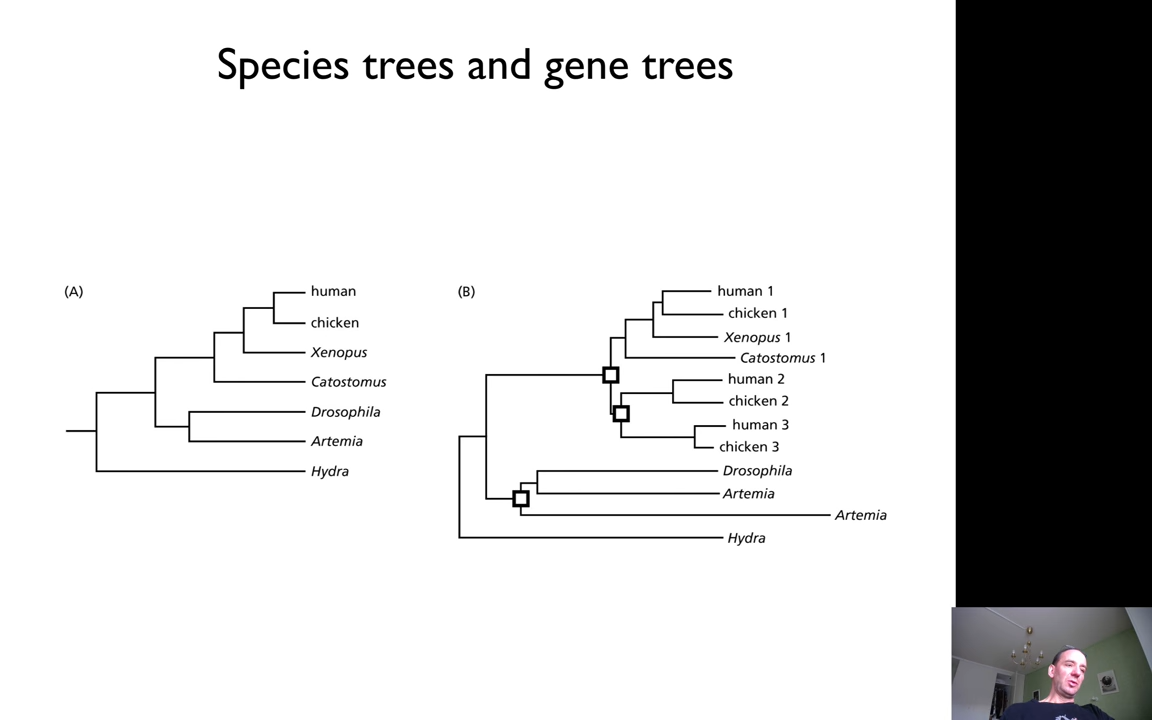 Species trees and gene trees
(A)
human
chicken
Xenopus
Catostomus
Drosophila
Artemia
Hydra
(B)
human 1
chicken 1
Xenopus 1
Catostomus 1
human 2
chicken 2
human 3
chicken 3
Drosophila
Artemia
Artemia
Hydra